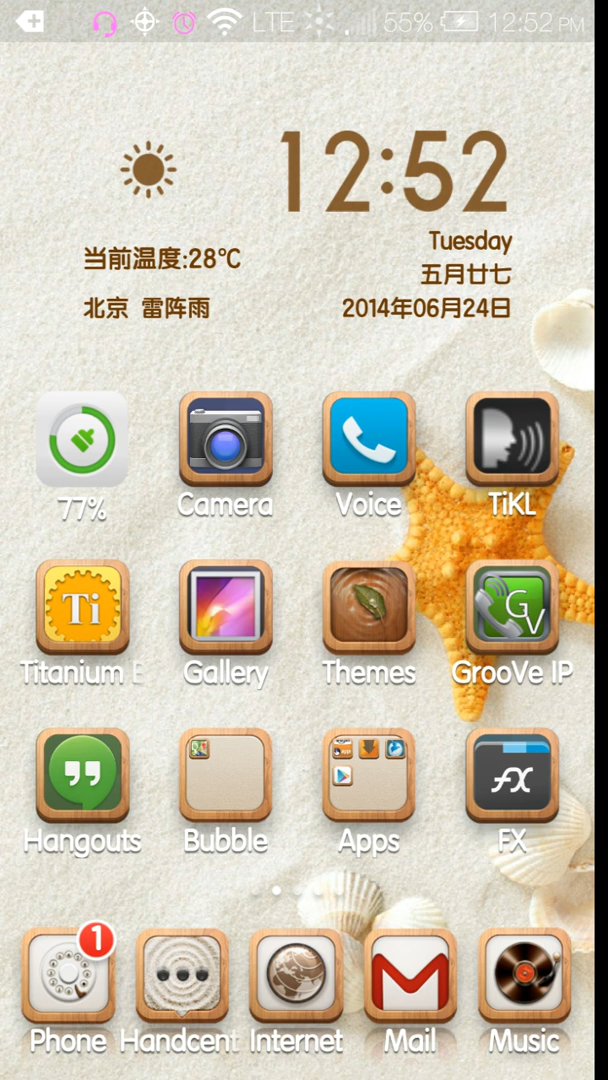 LTE 55% 12:52 PM
12:52
Tuesday
当前温度:28℃
五月廿七
北京 雷阵雨
2014年06月24日
77%
Camera
Voice
TiKL
Ti
GV
Titanium
Gallery
Themes
GrooVe IP
FX
Hangouts
Bubble
Apps
FX
1
Phone
Handcent
Internet
Mail
Music